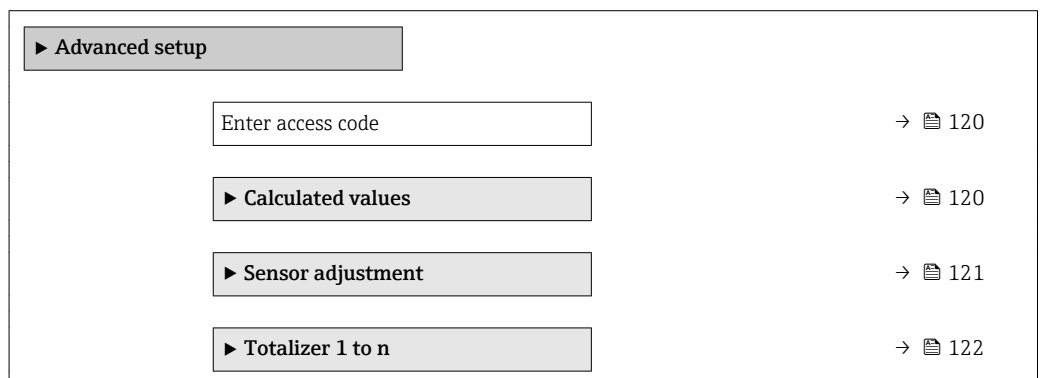 ▶ Advanced setup
Enter access code → 120
▶ Calculated values → 120
▶ Sensor adjustment → 121
▶ Totalizer 1 to n → 122